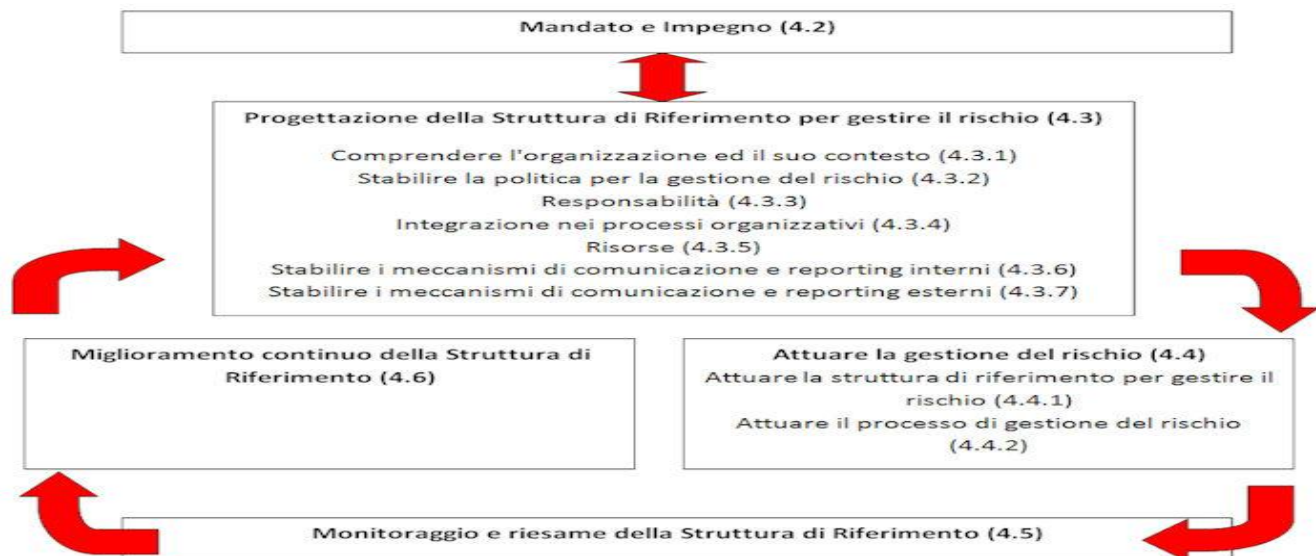 Mandato e Impegno (4.2)
Progettazione della Struttura di Riferimento per gestire il rischio (4.3)
Comprendere l'organizzazione ed il suo contesto (4.3.1)
Stabilire la politica per la gestione del rischio (4.3.2)
Responsabilità (4.3.3)
Integrazione nei processi organizzativi (4.3.4)
Risorse (4.3.5)
Stabilire i meccanismi di comunicazione e reporting interni (4.3.6)
Stabilire i meccanismi di comunicazione e reporting esterni (4.3.7)
Miglioramento continuo della Struttura di
Riferimento (4.6)
Attuare la gestione del rischio (4.4)
Attuare la struttura di riferimento per gestire il
rischio (4.4.1)
Attuare il processo di gestione del rischio
(4.4.2)
Monitoraggio e riesame della Struttura di Riferimento (4.5)